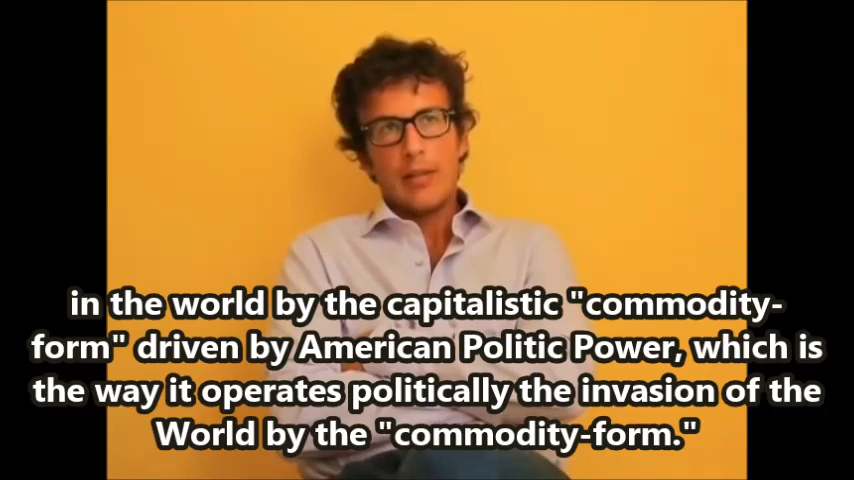 in the world by the capitalistic "commodity-
form" driven by American Politic Power, which is
the way it operates politically the invasion of the
World by the "commodity-form."